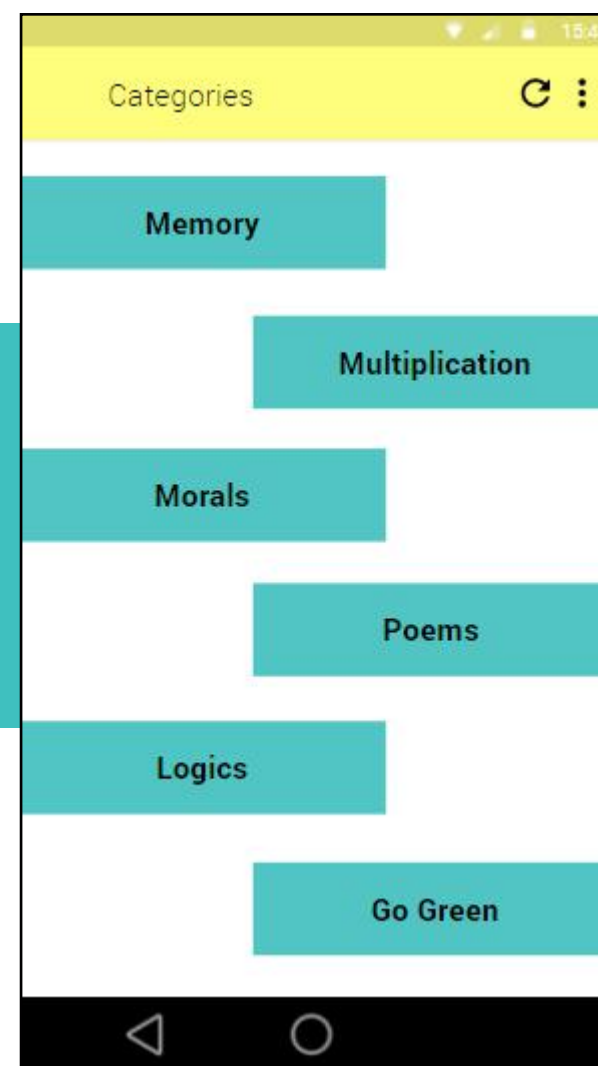 Categories
Memory
Multiplication
Morals
Poems
Logics
Go Green